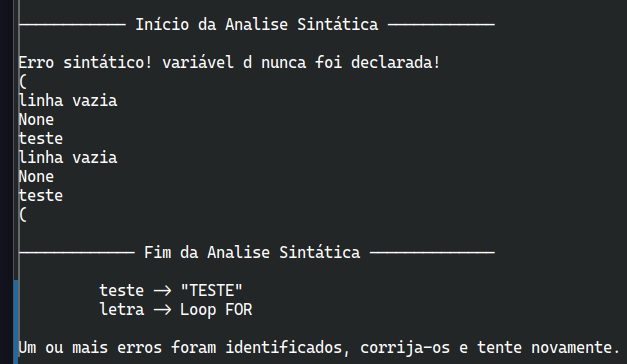 ──────────── Início da Analise Sintática ────────────
Erro sintático! variável d nunca foi declarada!
(
linha vazia
None
teste
linha vazia
None
teste
(
───────────── Fim da Analise Sintática ──────────────
teste -> "TESTE"
letra -> Loop FOR
Um ou mais erros foram identificados, corrija-os e tente novamente.